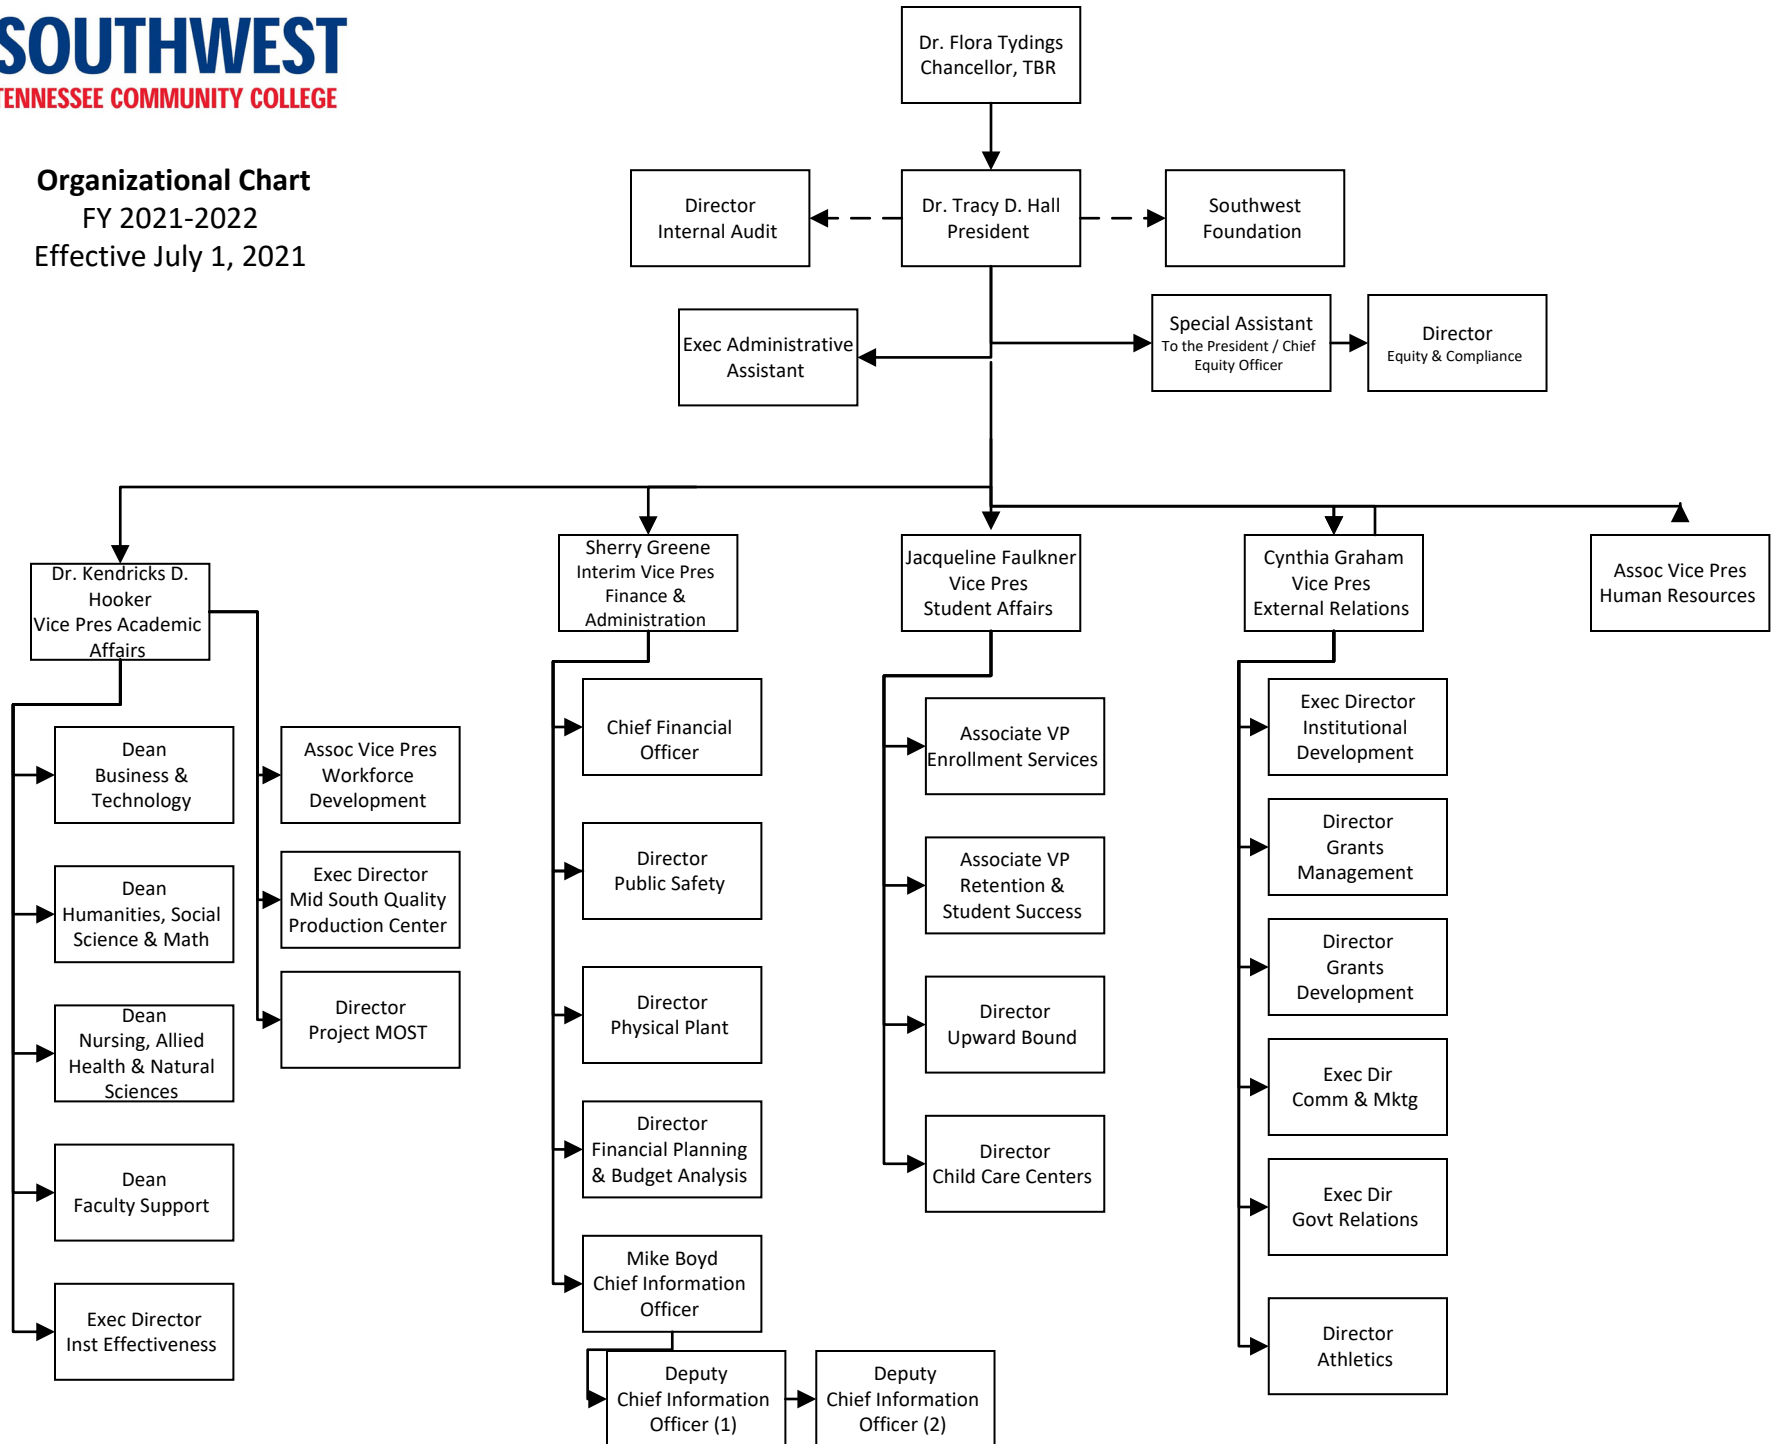 SOUTHWEST
TENNESSEE COMMUNITY COLLEGE
Organizational Chart
FY 2021-2022
Effective July 1, 2021
Dr. Flora Tydings
Chancellor, TBR
Director
Internal Audit
Dr. Tracy D. Hall
President
Southwest
Foundation
Exec Administrative
Assistant
Special Assistant
To the President / Chief
Equity Officer
Director
Equity & Compliance
Dr. Kendricks D.
Hooker
Vice Pres Academic
Affairs
Sherry Greene
Interim Vice Pres
Finance &
Administration
Jacqueline Faulkner
Vice Pres
Student Affairs
Cynthia Graham
Vice Pres
External Relations
Assoc Vice Pres
Human Resources
Dean
Business &
Technology
Dean
Humanities, Social
Science & Math
Dean
Nursing, Allied
Health & Natural
Sciences
Dean
Faculty Support
Exec Director
Inst Effectiveness
Assoc Vice Pres
Workforce
Development
Exec Director
Mid South Quality
Production Center
Director
Project MOST
Chief Financial
Officer
Director
Public Safety
Director
Physical Plant
Director
Financial Planning
& Budget Analysis
Mike Boyd
Chief Information
Officer
Deputy
Chief Information
Officer (1)
Deputy
Chief Information
Officer (2)
Associate VP
Enrollment Services
Associate VP
Retention &
Student Success
Director
Upward Bound
Director
Child Care Centers
Exec Director
Institutional
Development
Director
Grants
Management
Director
Grants
Development
Exec Dir
Comm & Mktg
Exec Dir
Govt Relations
Director
Athletics